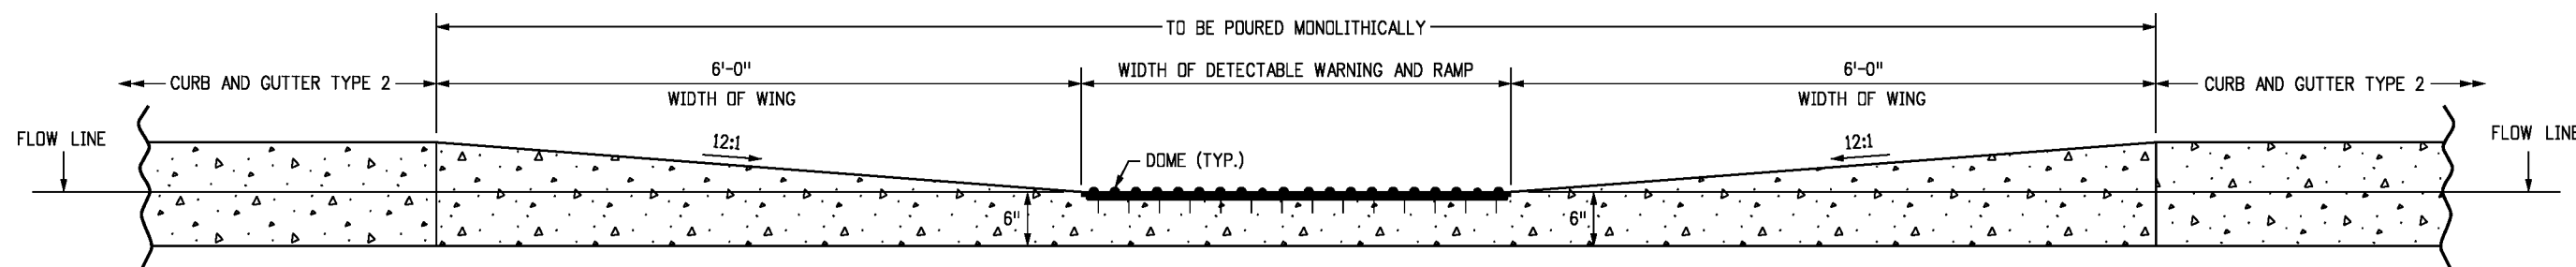 TO BE POURED MONOLITHICALLY
CURB AND GUTTER TYPE 2
6'-0"
WIDTH OF WING
WIDTH OF DETECTABLE WARNING AND RAMP
6'-0"
WIDTH OF WING
CURB AND GUTTER TYPE 2
FLOW LINE
12:1
DOME (TYP.)
12:1
FLOW LINE
6"
6"